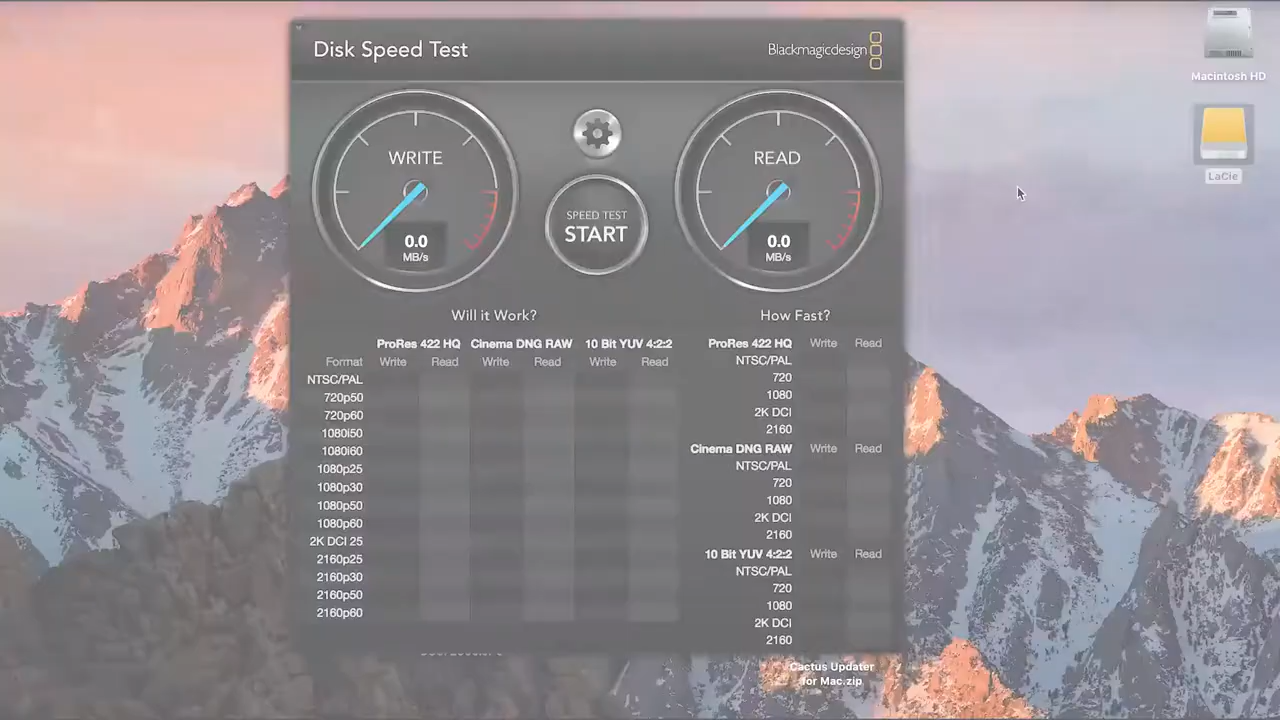 Disk Speed Test
Blackmagicdesign
Macintosh HD
LaCie
WRITE
0.0
MB/s
SPEED TEST
START
READ
0.0
MB/s
Will it Work?
ProRes 422 HQ Cinema DNG RAW 10 Bit YUV 4:2:2
Format Write Read Write Read Write Read
NTSC/PAL
720p50
720p60
1080i50
1080i60
1080p25
1080p30
1080p50
1080p60
2K DCI 25
2160p25
2160p30
2160p50
2160p60
How Fast?
ProRes 422 HQ Write Read
NTSC/PAL
720
1080
2K DCI
2160
Cinema DNG RAW Write Read
NTSC/PAL
720
1080
2K DCI
2160
10 Bit YUV 4:2:2 Write Read
NTSC/PAL
720
1080
2K DCI
2160
Cactus Updater
for Mac.zip